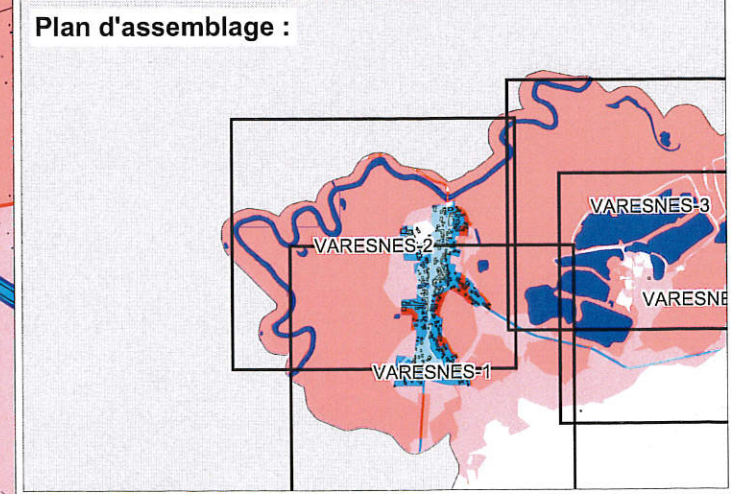 Plan d'assemblage :
VARESNES-3
VARESNES-2
VARESNE
VARESNES-1